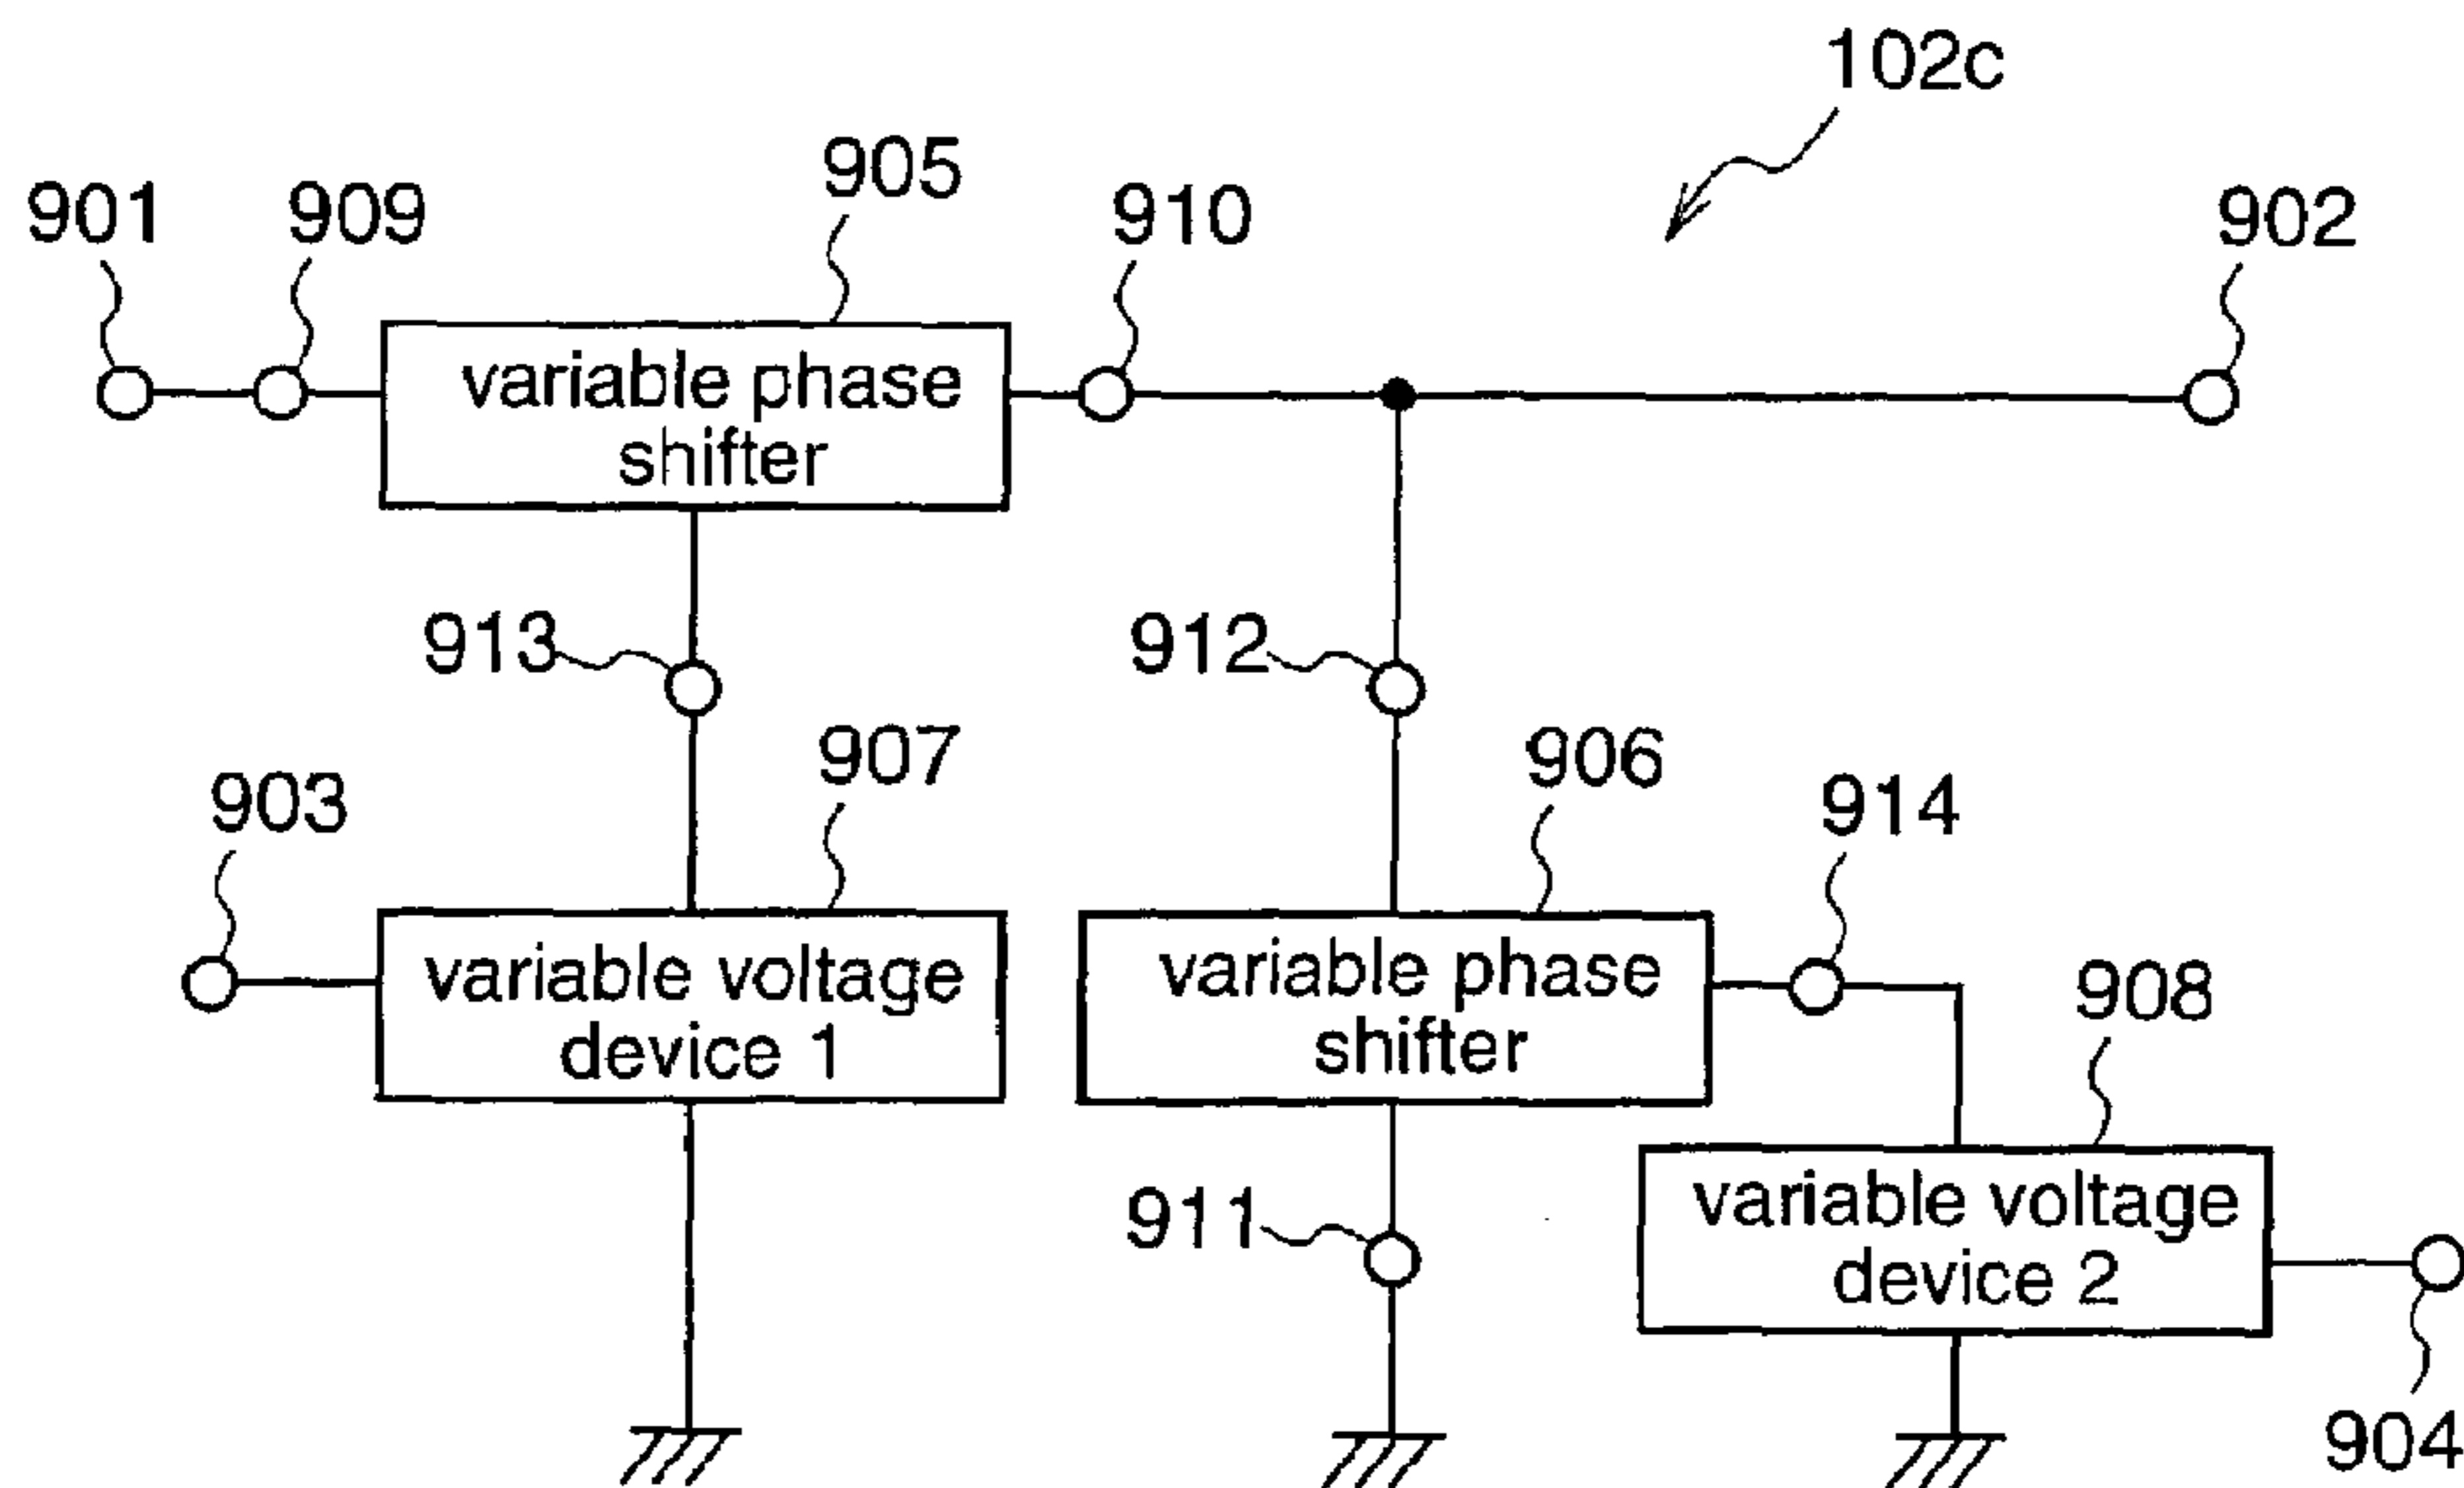 102c
905
901
909
910
902
variable phase
shifter
913
912
907
906
903
914
variable voltage
device 1
variable phase
shifter
908
911
variable voltage
device 2
904